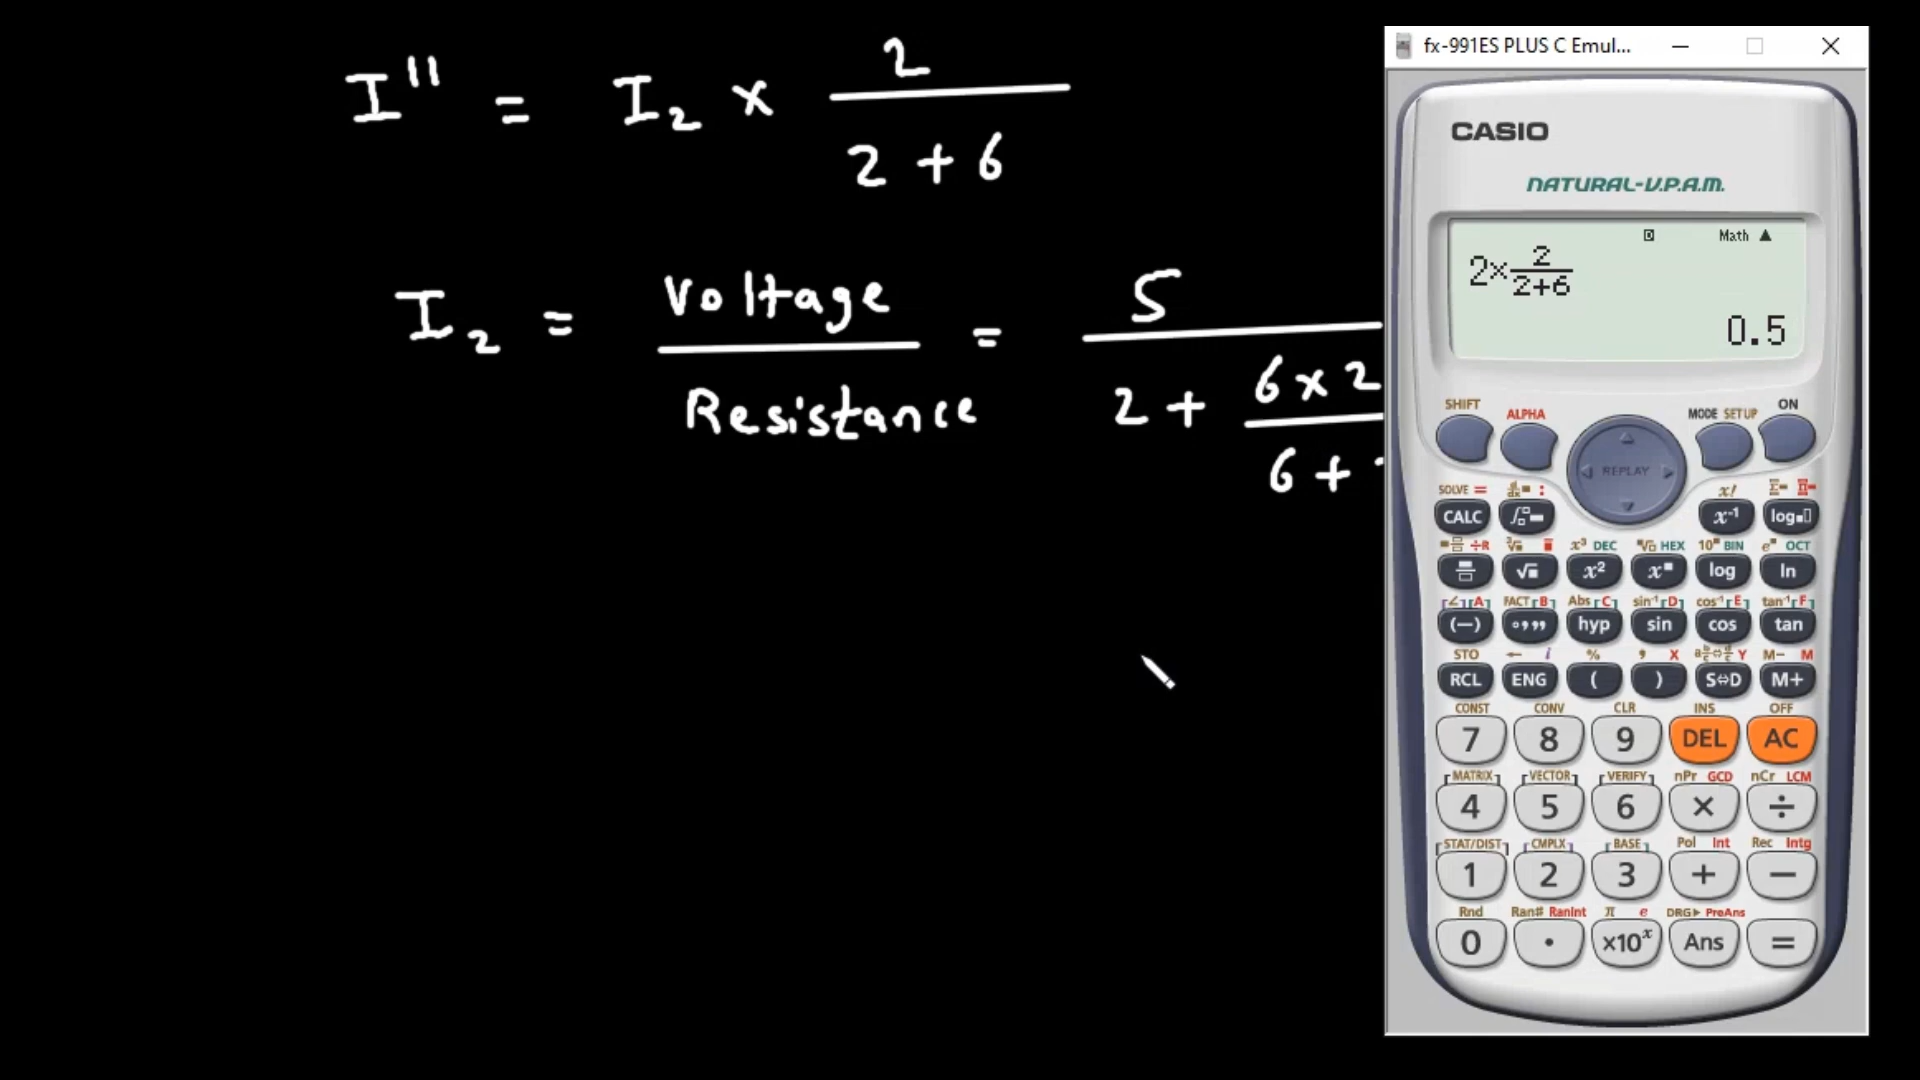 I'' = I₂ × 2 / (2 + 6)
I₂ = Voltage / Resistance = 5 / (2 + (6 × 2) / (6 +
fx-991ES PLUS C Emul...
CASIO
NATURAL-V.P.A.M.
D Math ▲
2×2/(2+6)
0.5
SHIFT ALPHA MODE SETUP ON
REPLAY
SOLVE = d/dx : x! Σ Π
CALC ∫ x⁻¹ log
÷R ³√ x³ DEC √ HEX 10 BIN e OCT
√ x² x log ln
∠ A FACT B Abs C sin⁻¹ D cos⁻¹ E tan⁻¹ F
(−) °,,, hyp sin cos tan
STO ← i % , X a b/c⇔d/c Y M− M
RCL ENG ( ) S⇔D M+
CONST CONV CLR INS OFF
7 8 9 DEL AC
MATRIX VECTOR VERIFY nPr GCD nCr LCM
4 5 6 × ÷
STAT/DIST CMPLX BASE Pol Int Rec Intg
1 2 3 + −
Rnd Ran# RanInt π e DRG▶ PreAns
0 . ×10ˣ Ans =